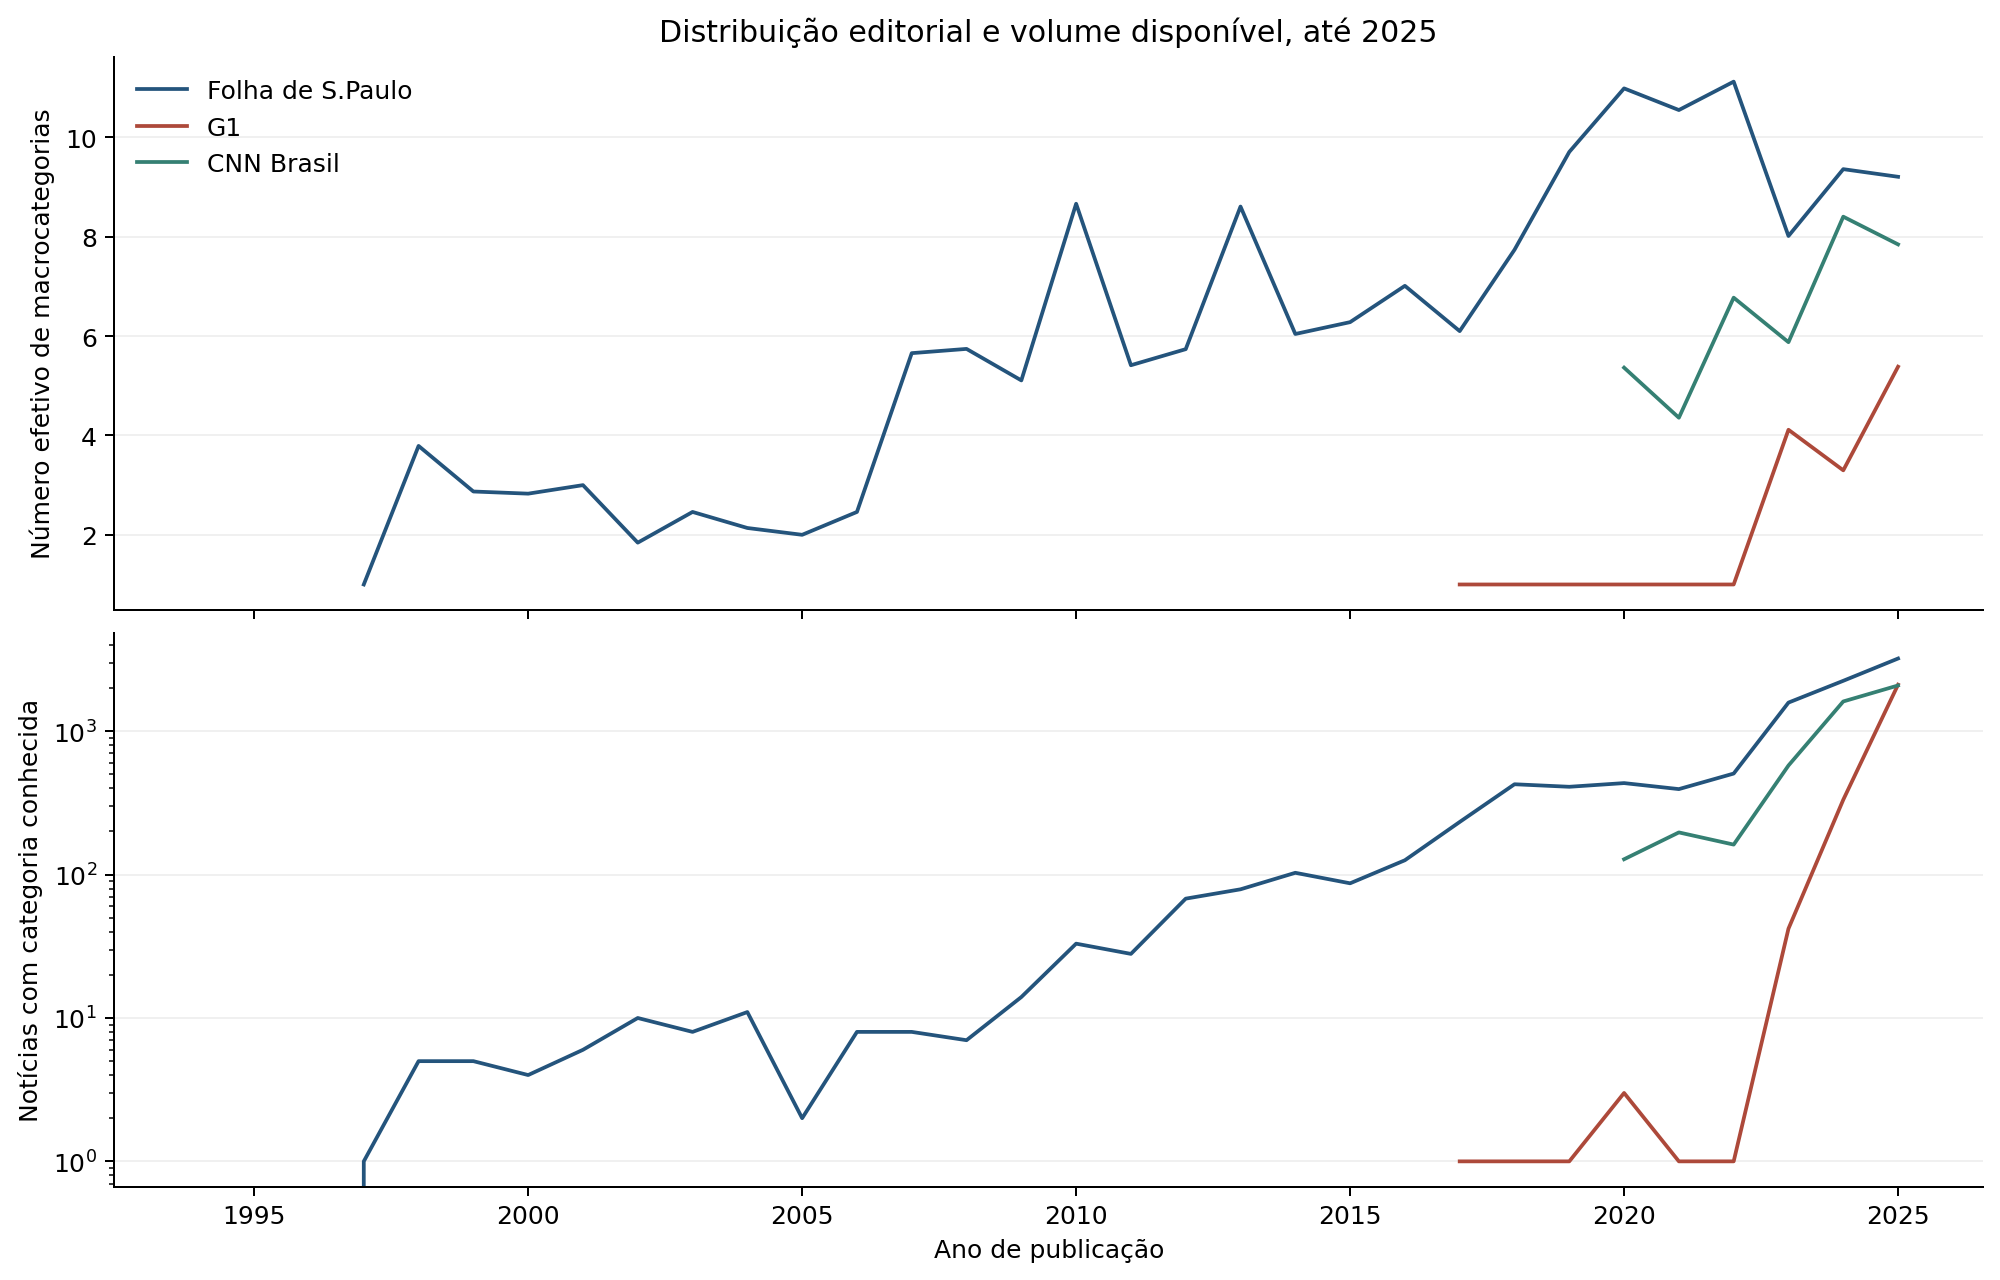 Distribuição editorial e volume disponível, até 2025
Folha de S.Paulo
G1
CNN Brasil
Número efetivo de macrocategorias
10
8
6
4
2
Notícias com categoria conhecida
10³
10²
10¹
10⁰
1995
2000
2005
2010
2015
2020
2025
Ano de publicação